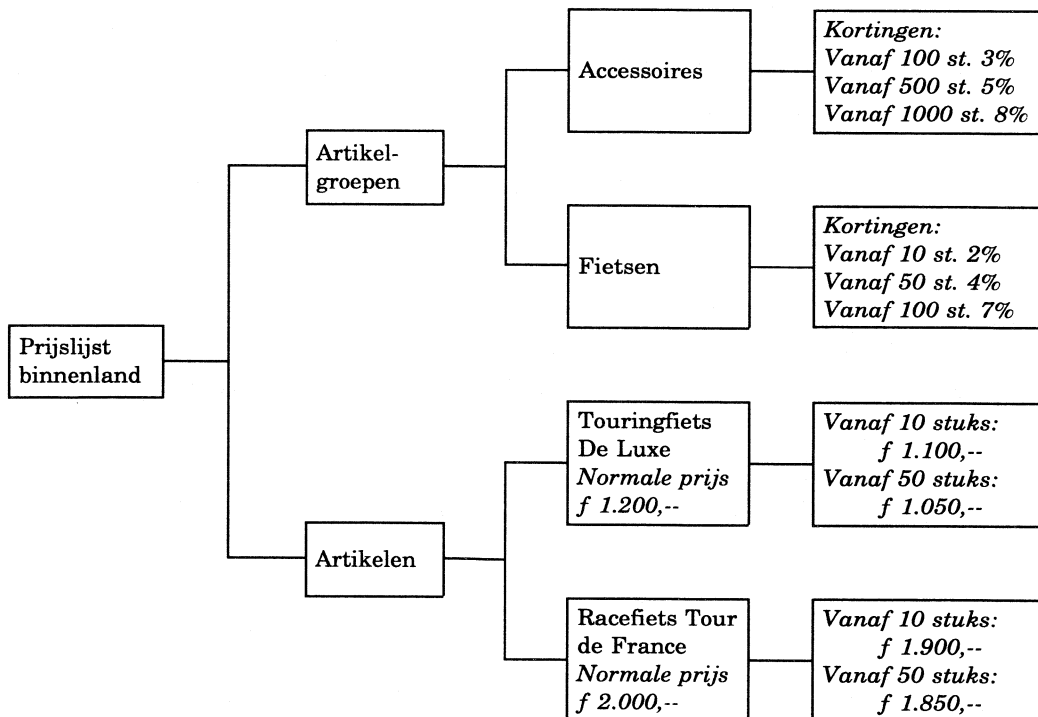 Prijslijst
binnenland
Artikel-
groepen
Accessoires
Kortingen:
Vanaf 100 st. 3%
Vanaf 500 st. 5%
Vanaf 1000 st. 8%
Fietsen
Kortingen:
Vanaf 10 st. 2%
Vanaf 50 st. 4%
Vanaf 100 st. 7%
Artikelen
Touringfiets
De Luxe
Normale prijs
ƒ 1.200,--
Vanaf 10 stuks:
ƒ 1.100,--
Vanaf 50 stuks:
ƒ 1.050,--
Racefiets Tour
de France
Normale prijs
ƒ 2.000,--
Vanaf 10 stuks:
ƒ 1.900,--
Vanaf 50 stuks:
ƒ 1.850,--